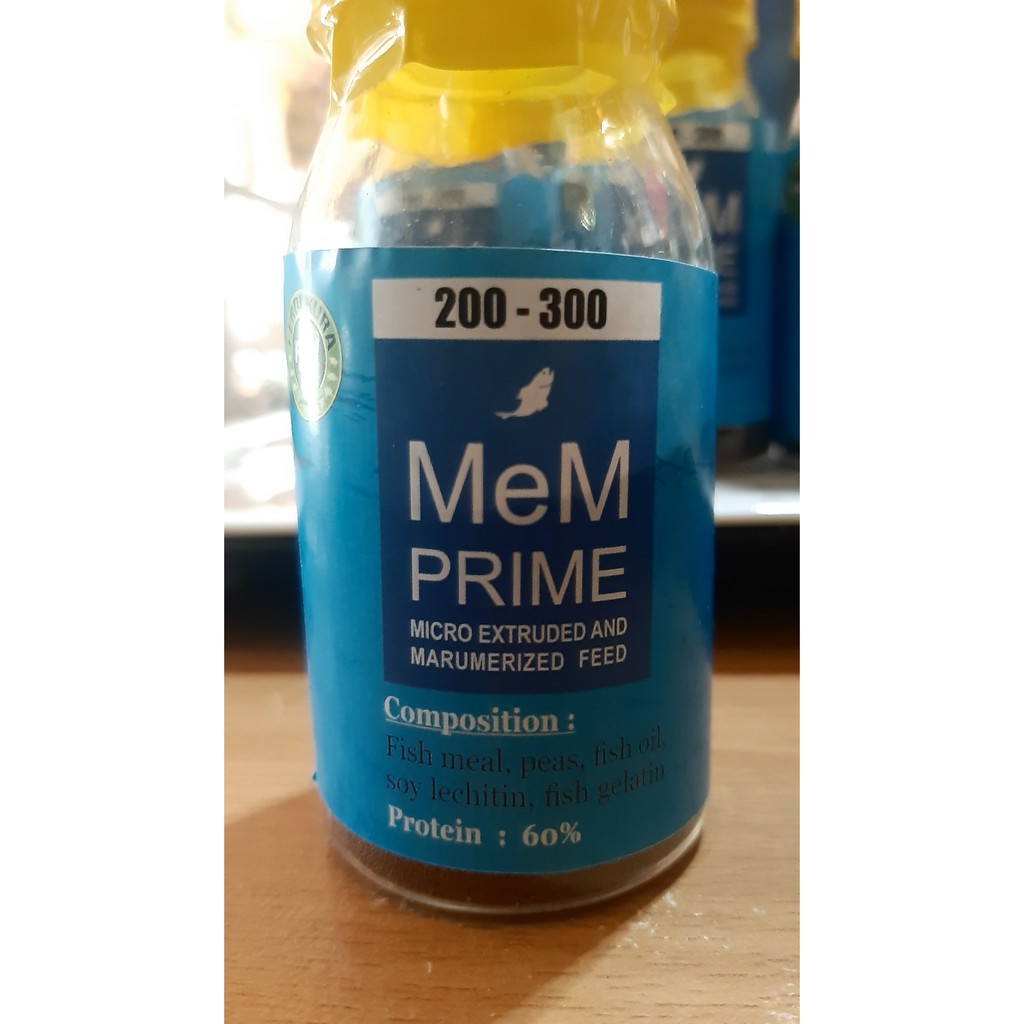 200 - 300
MeM
PRIME
MICRO EXTRUDED AND
MARUMERIZED FEED
Composition :
Fish meal, peas, fish oil,
soy lechitin, fish gelatin
Protein : 60%